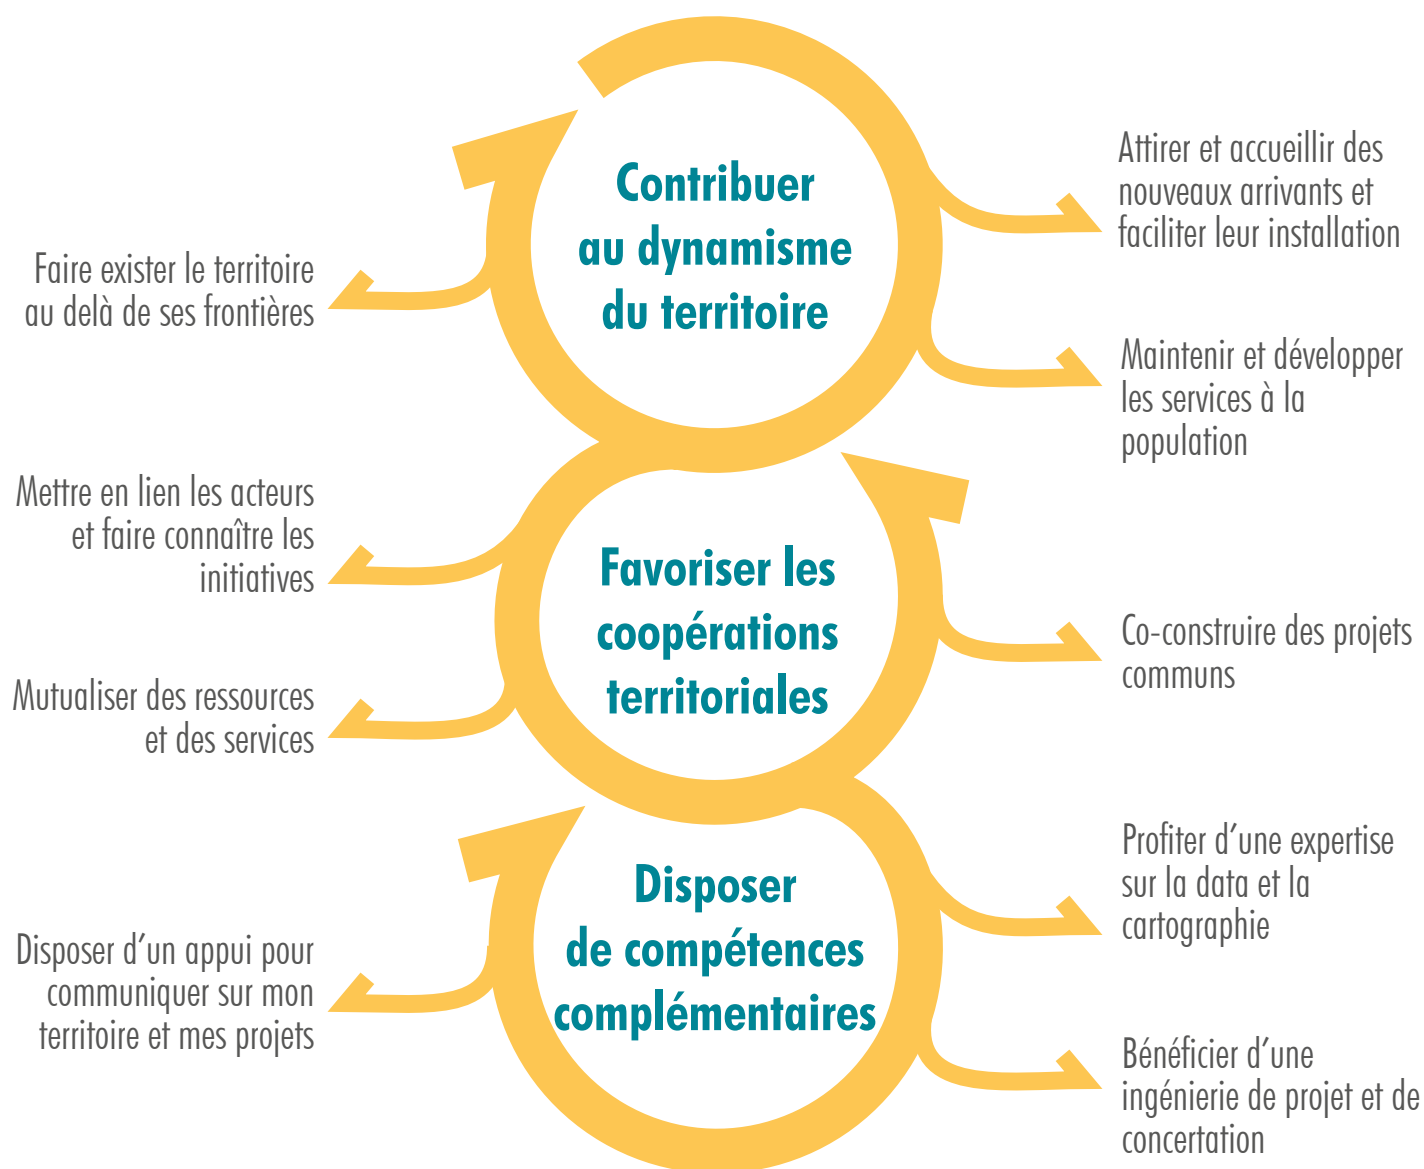 Contribuer
au dynamisme
du territoire
Faire exister le territoire
au delà de ses frontières
Attirer et accueillir des
nouveaux arrivants et
faciliter leur installation
Maintenir et développer
les services à la
population
Favoriser les
coopérations
territoriales
Mettre en lien les acteurs
et faire connaître les
initiatives
Mutualiser des ressources
et des services
Co-construire des projets
communs
Disposer
de compétences
complémentaires
Disposer d’un appui pour
communiquer sur mon
territoire et mes projets
Profiter d’une expertise
sur la data et la
cartographie
Bénéficier d’une
ingénierie de projet et de
concertation